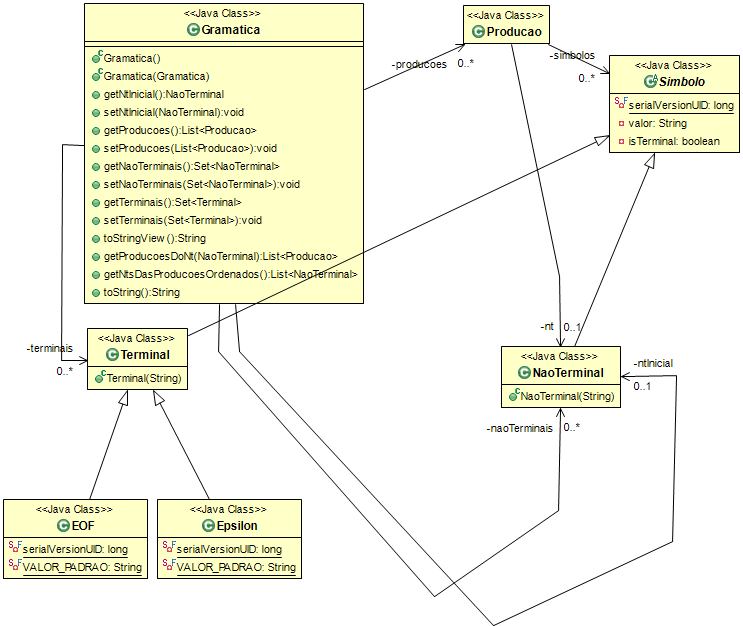 <<Java Class>>
Gramatica
Gramatica()
Gramatica(Gramatica)
getNtInicial():NaoTerminal
setNtInicial(NaoTerminal):void
getProducoes():List<Producao>
setProducoes(List<Producao>):void
getNaoTerminais():Set<NaoTerminal>
setNaoTerminais(Set<NaoTerminal>):void
getTerminais():Set<Terminal>
setTerminais(Set<Terminal>):void
toStringView():String
getProducoesDoNt(NaoTerminal):List<Producao>
getNtsDasProducoesOrdenados():List<NaoTerminal>
toString():String
-producoes 0..*
<<Java Class>>
Producao
-simbolos
0..*
<<Java Class>>
Simbolo
serialVersionUID: long
valor: String
isTerminal: boolean
-terminais
0..*
<<Java Class>>
Terminal
Terminal(String)
-nt 0..1
<<Java Class>>
NaoTerminal
NaoTerminal(String)
-ntInicial
0..1
-naoTerminais 0..*
<<Java Class>>
EOF
serialVersionUID: long
VALOR_PADRAO: String
<<Java Class>>
Epsilon
serialVersionUID: long
VALOR_PADRAO: String